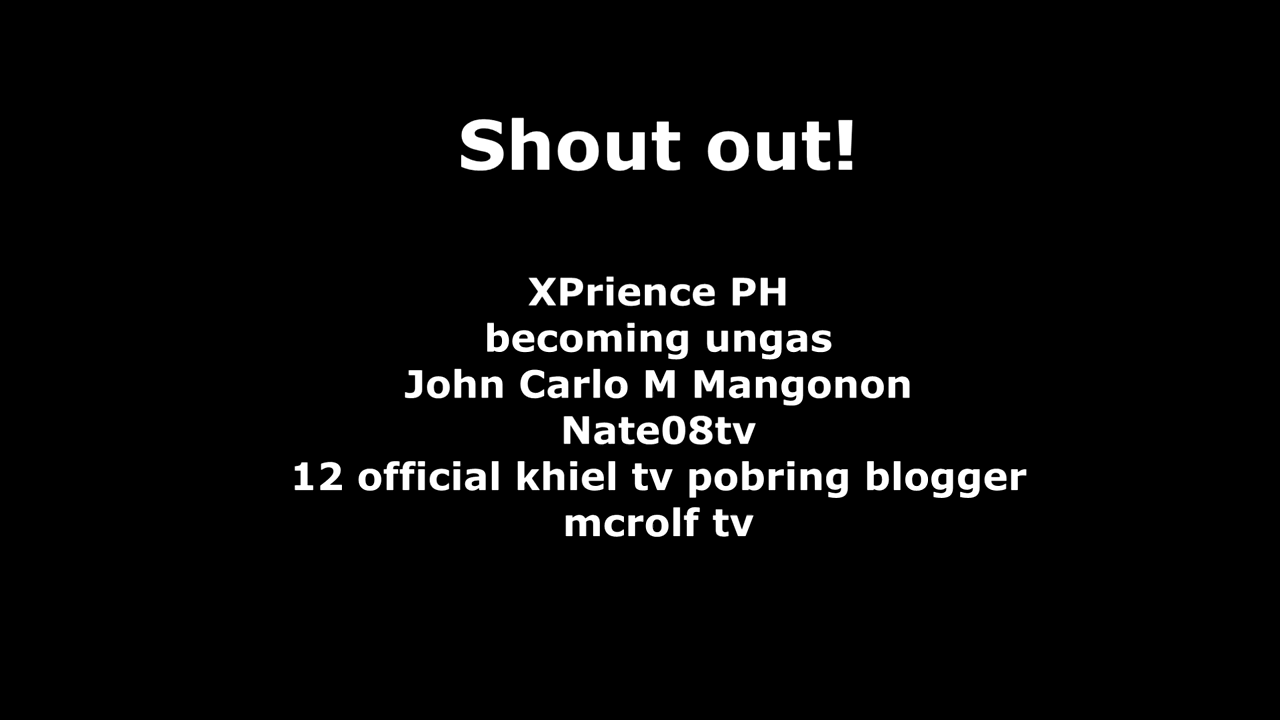 Shout out!
XPrience PH
becoming ungas
John Carlo M Mangonon
Nate08tv
12 official khiel tv pobring blogger
mcrolf tv